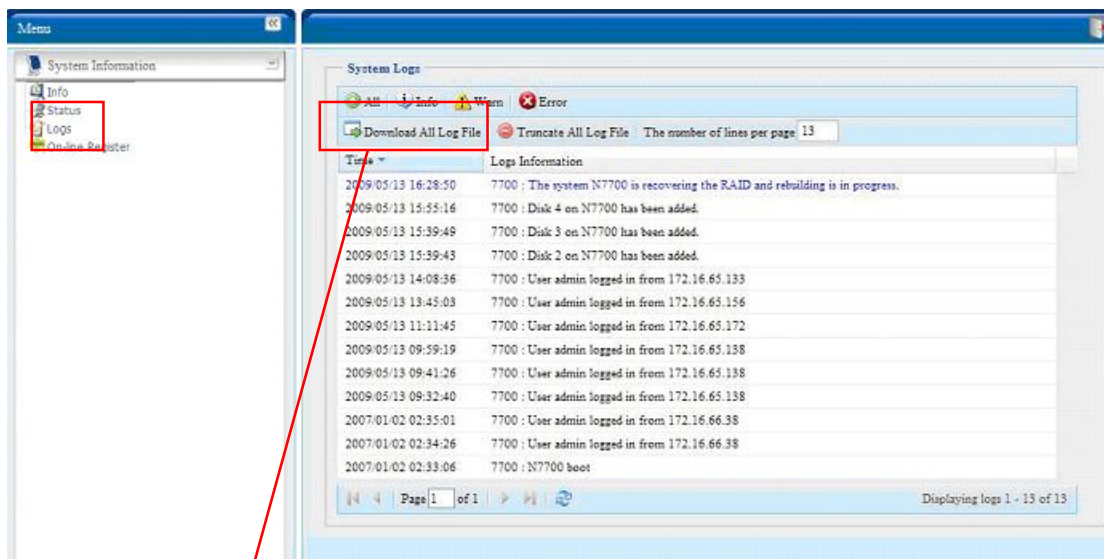 Menu
System Information
Info
Status
Logs
On-line Register
System Logs
All Info Warn Error
Download All Log File Truncate All Log File The number of lines per page 13
Time Logs Information
2009/05/13 16:28:50 7700 : The system N7700 is recovering the RAID and rebuilding is in progress.
2009/05/13 15:55:16 7700 : Disk 4 on N7700 has been added.
2009/05/13 15:39:49 7700 : Disk 3 on N7700 has been added.
2009/05/13 15:39:43 7700 : Disk 2 on N7700 has been added.
2009/05/13 14:08:36 7700 : User admin logged in from 172.16.65.133
2009/05/13 13:45:03 7700 : User admin logged in from 172.16.65.156
2009/05/13 11:11:45 7700 : User admin logged in from 172.16.65.172
2009/05/13 09:59:19 7700 : User admin logged in from 172.16.65.138
2009/05/13 09:41:26 7700 : User admin logged in from 172.16.65.138
2009/05/13 09:32:40 7700 : User admin logged in from 172.16.65.138
2007/01/02 02:35:01 7700 : User admin logged in from 172.16.66.38
2007/01/02 02:34:26 7700 : User admin logged in from 172.16.66.38
2007/01/02 02:33:06 7700 : N7700 boot
Page 1 of 1 Displaying logs 1 - 13 of 13